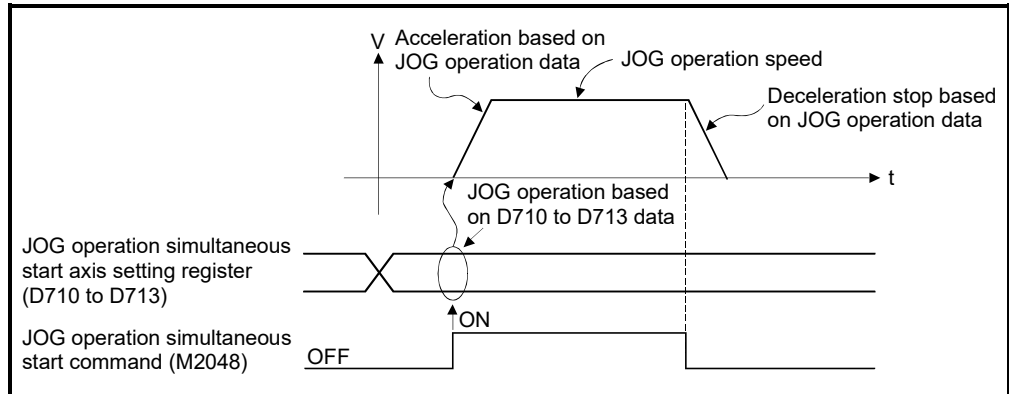 V
Acceleration based on
JOG operation data
JOG operation speed
Deceleration stop based
on JOG operation data
t
JOG operation based
on D710 to D713 data
JOG operation simultaneous
start axis setting register
(D710 to D713)
ON
JOG operation simultaneous
start command (M2048)
OFF